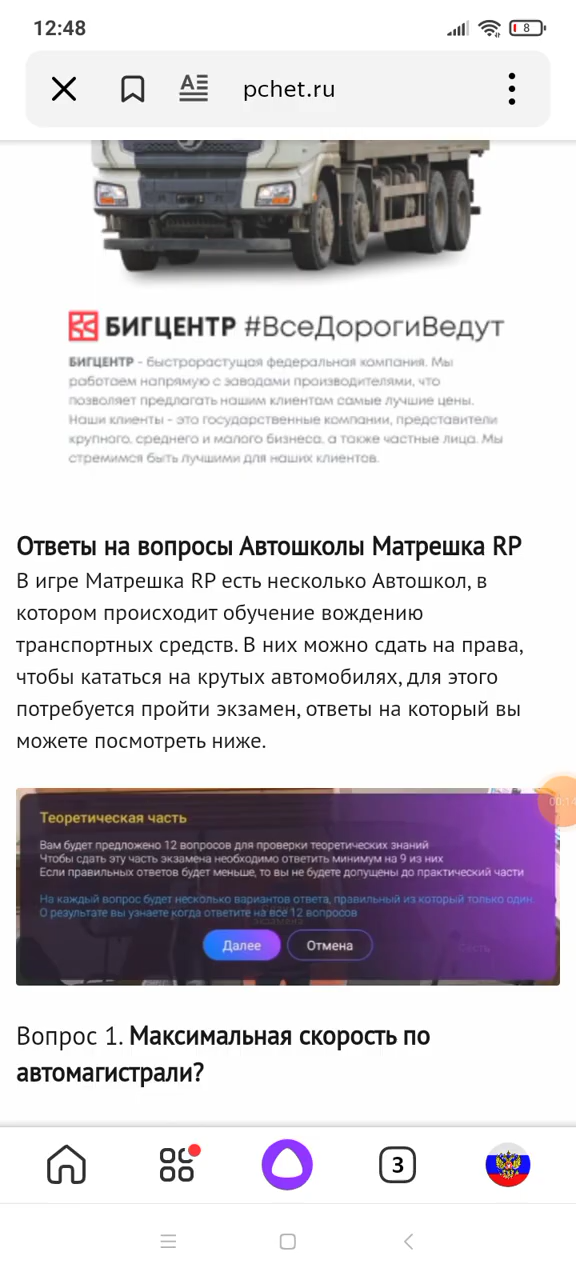 12:48
8
pchet.ru
БИГЦЕНТР #ВсеДорогиВедут
БИГЦЕНТР - быстрорастущая федеральная компания. Мы
работаем напрямую с заводами производителями, что
позволяет предлагать нашим клиентам самые лучшие цены.
Наши клиенты - это государственные компании, представители
крупного, среднего и малого бизнеса, а также частные лица. Мы
стремимся быть лучшими для наших клиентов.
Ответы на вопросы Автошколы Матрешка RP
В игре Матрешка RP есть несколько Автошкол, в
котором происходит обучение вождению
транспортных средств. В них можно сдать на права,
чтобы кататься на крутых автомобилях, для этого
потребуется пройти экзамен, ответы на который вы
можете посмотреть ниже.
Теоретическая часть
Вам будет предложено 12 вопросов для проверки теоретических знаний
Чтобы сдать эту часть экзамена необходимо ответить минимум на 9 из них
Если правильных ответов будет меньше, то вы не будете допущены до практический части
На каждый вопрос будет несколько вариантов ответа, правильный из который только один
О результате вы узнаете когда ответите на все 12 вопросов
Далее
Отмена
Вопрос 1. Максимальная скорость по
автомагистрали?
3